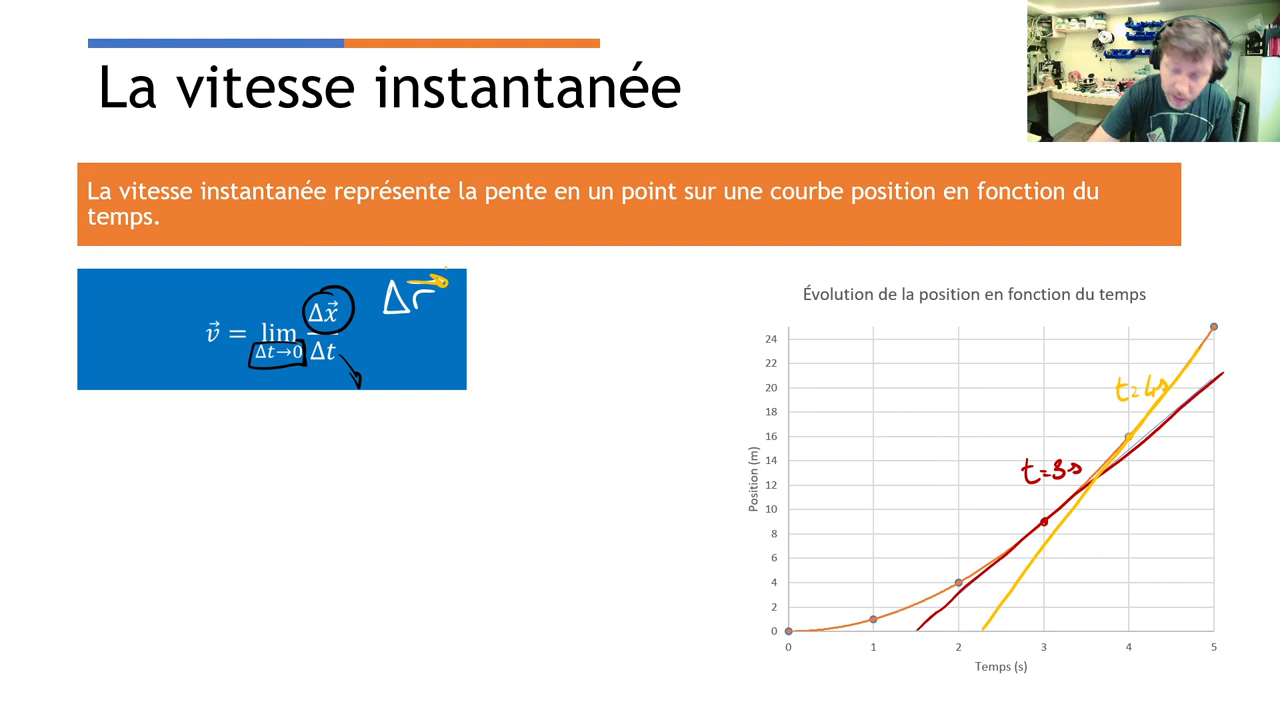 La vitesse instantanée
La vitesse instantanée représente la pente en un point sur une courbe position en fonction du
temps.
v⃗ = lim Δt→0 Δx⃗ / Δt
Δr⃗
Évolution de la position en fonction du temps
Position (m)
24
22
20
18
16
14
12
10
8
6
4
2
0
t=4s
t=3s
0 1 2 3 4 5
Temps (s)